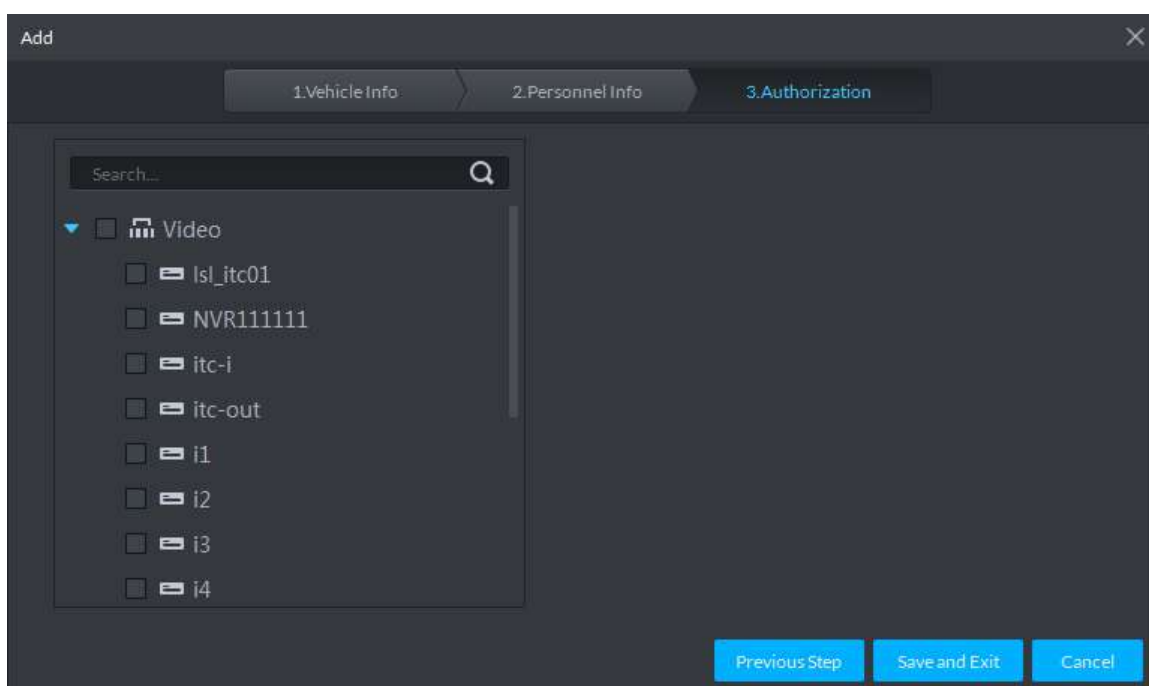 Add
1.Vehicle Info 2.Personnel Info 3.Authorization
Search...
Video
lsl_itc01
NVR111111
itc-i
itc-out
i1
i2
i3
i4
Previous Step Save and Exit Cancel